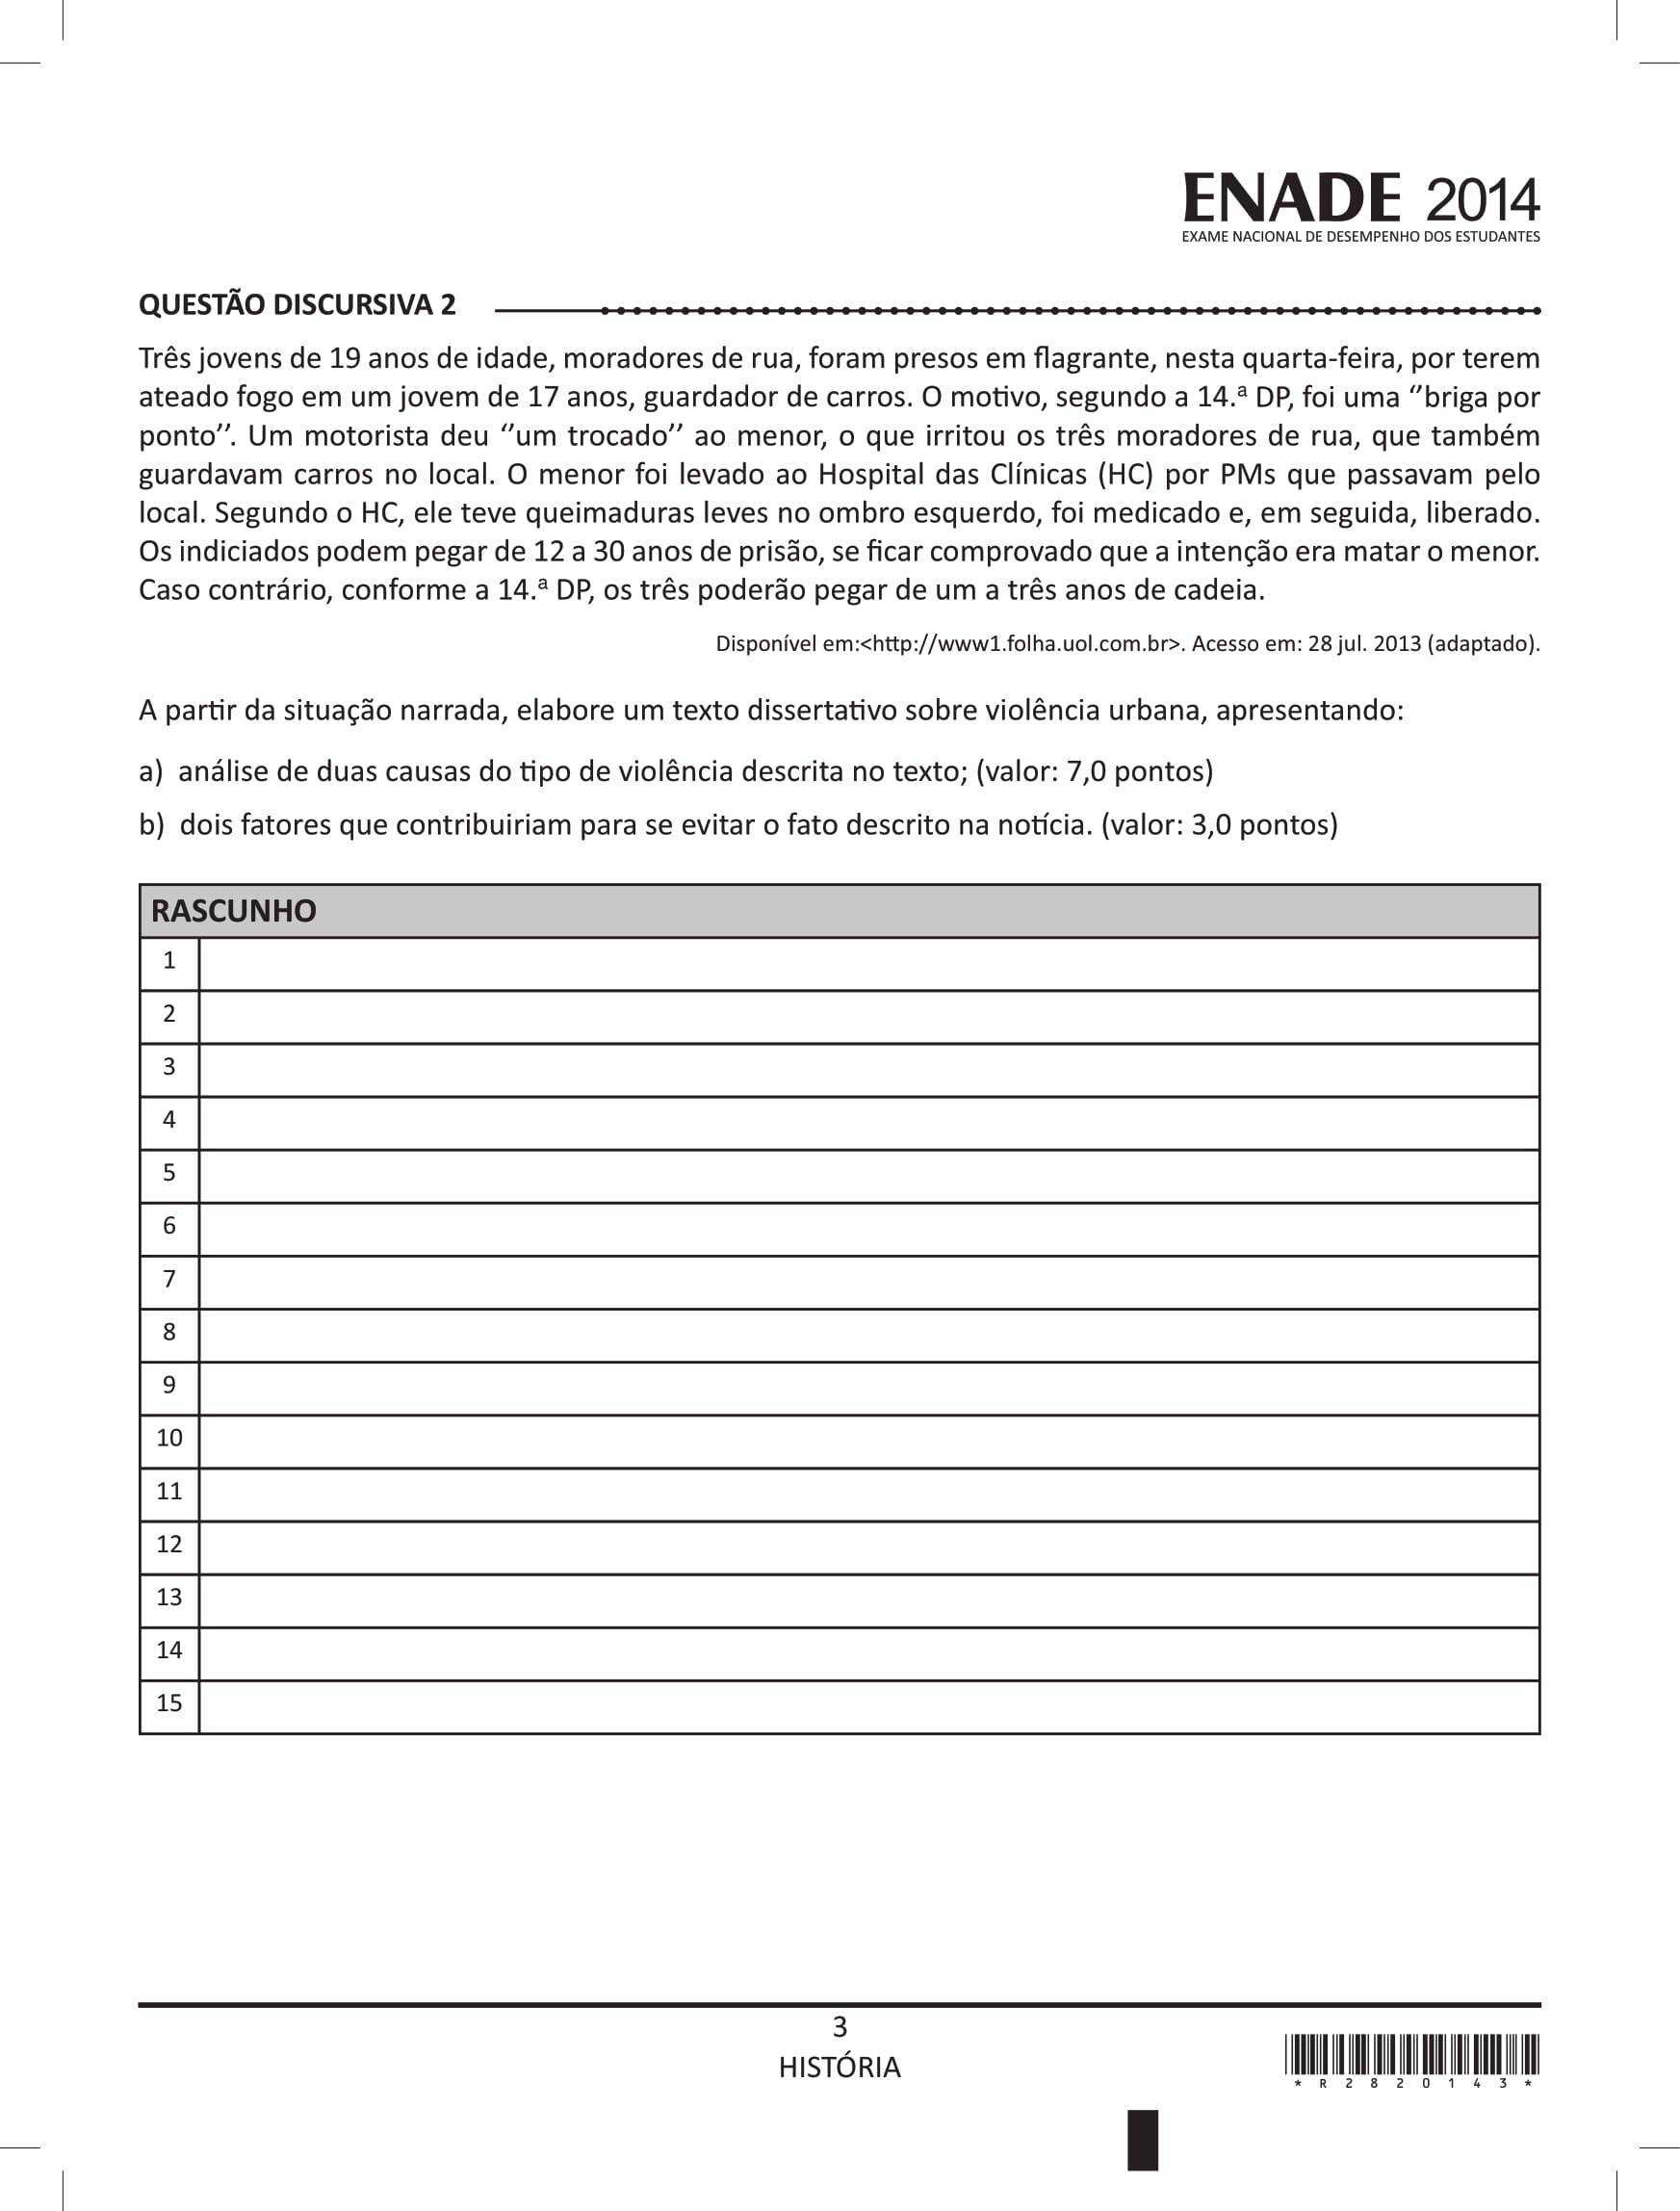 ENADE 2014
EXAME NACIONAL DE DESEMPENHO DOS ESTUDANTES
QUESTÃO DISCURSIVA 2
Três jovens de 19 anos de idade, moradores de rua, foram presos em flagrante, nesta quarta-feira, por terem
ateado fogo em um jovem de 17 anos, guardador de carros. O motivo, segundo a 14.ª DP, foi uma ‘’briga por
ponto’’. Um motorista deu ‘’um trocado’’ ao menor, o que irritou os três moradores de rua, que também
guardavam carros no local. O menor foi levado ao Hospital das Clínicas (HC) por PMs que passavam pelo
local. Segundo o HC, ele teve queimaduras leves no ombro esquerdo, foi medicado e, em seguida, liberado.
Os indiciados podem pegar de 12 a 30 anos de prisão, se ficar comprovado que a intenção era matar o menor.
Caso contrário, conforme a 14.ª DP, os três poderão pegar de um a três anos de cadeia.
Disponível em:<http://www1.folha.uol.com.br>. Acesso em: 28 jul. 2013 (adaptado).
A partir da situação narrada, elabore um texto dissertativo sobre violência urbana, apresentando:
a) análise de duas causas do tipo de violência descrita no texto; (valor: 7,0 pontos)
b) dois fatores que contribuiriam para se evitar o fato descrito na notícia. (valor: 3,0 pontos)
RASCUNHO
1
2
3
4
5
6
7
8
9
10
11
12
13
14
15
3
HISTÓRIA
* R 2 8 2 0 1 4 3 *